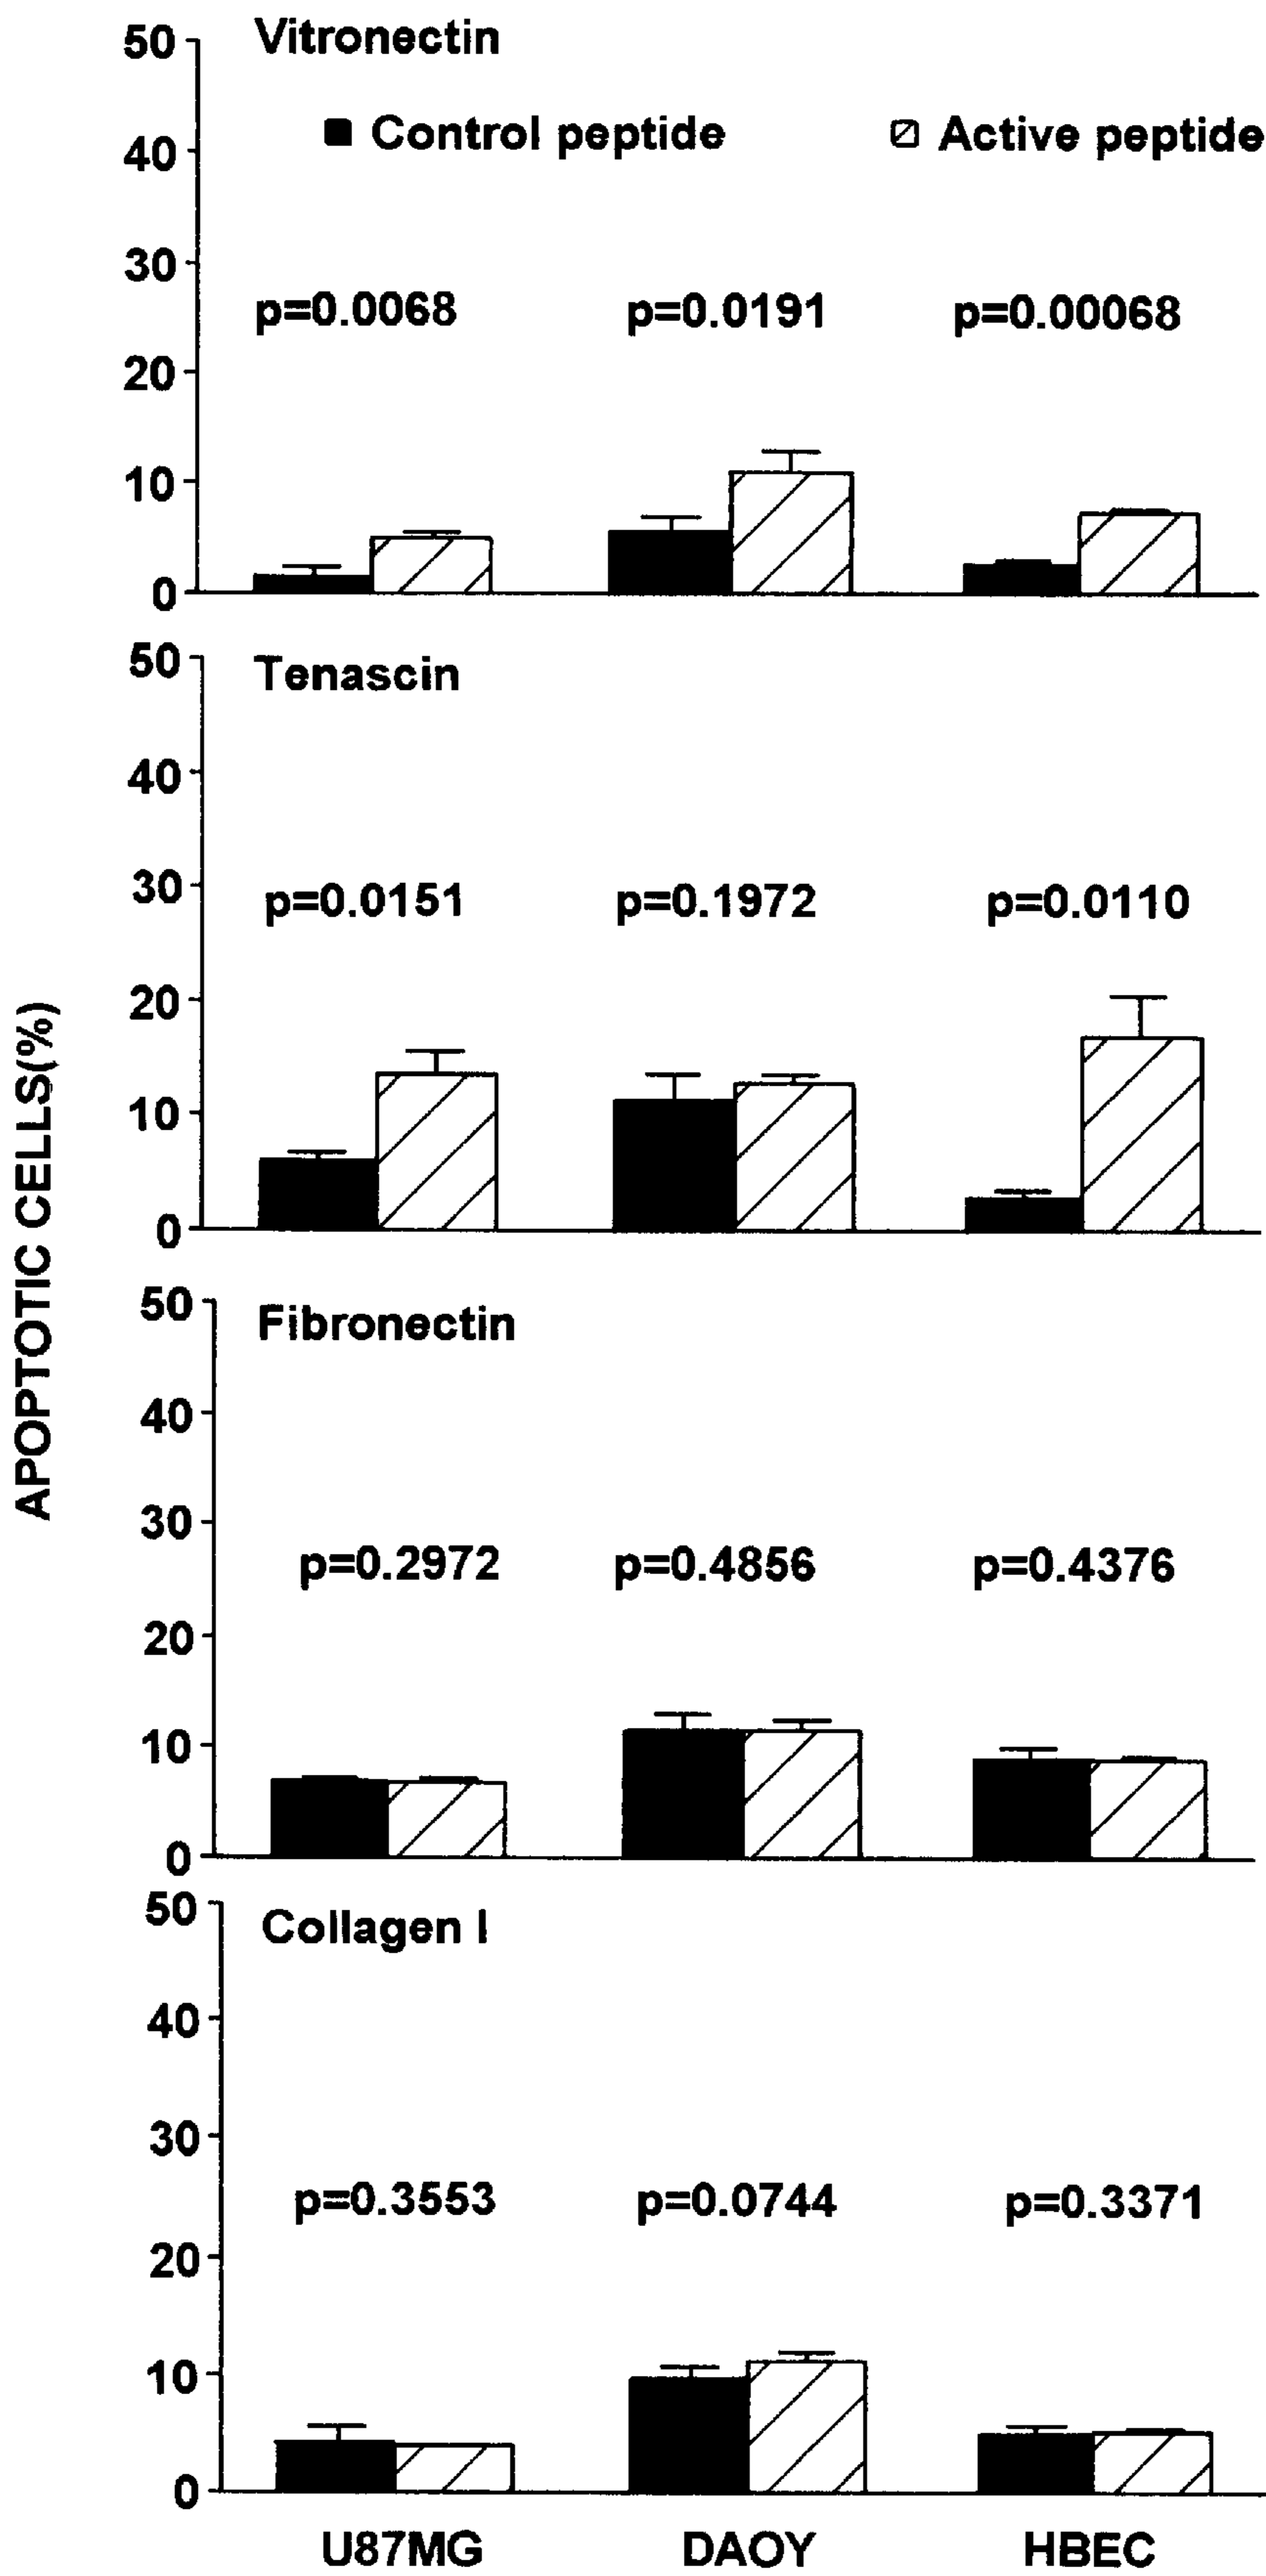 50
Vitronectin
Control peptide
Active peptide
40
30
p=0.0068
p=0.0191
p=0.00068
20
10
0
50
Tenascin
40
30
p=0.0151
p=0.1972
p=0.0110
20
10
0
APOPTOTIC CELLS(%)
50
Fibronectin
40
30
p=0.2972
p=0.4856
p=0.4376
20
10
0
50
Collagen I
40
30
p=0.3553
p=0.0744
p=0.3371
20
10
0
U87MG
DAOY
HBEC